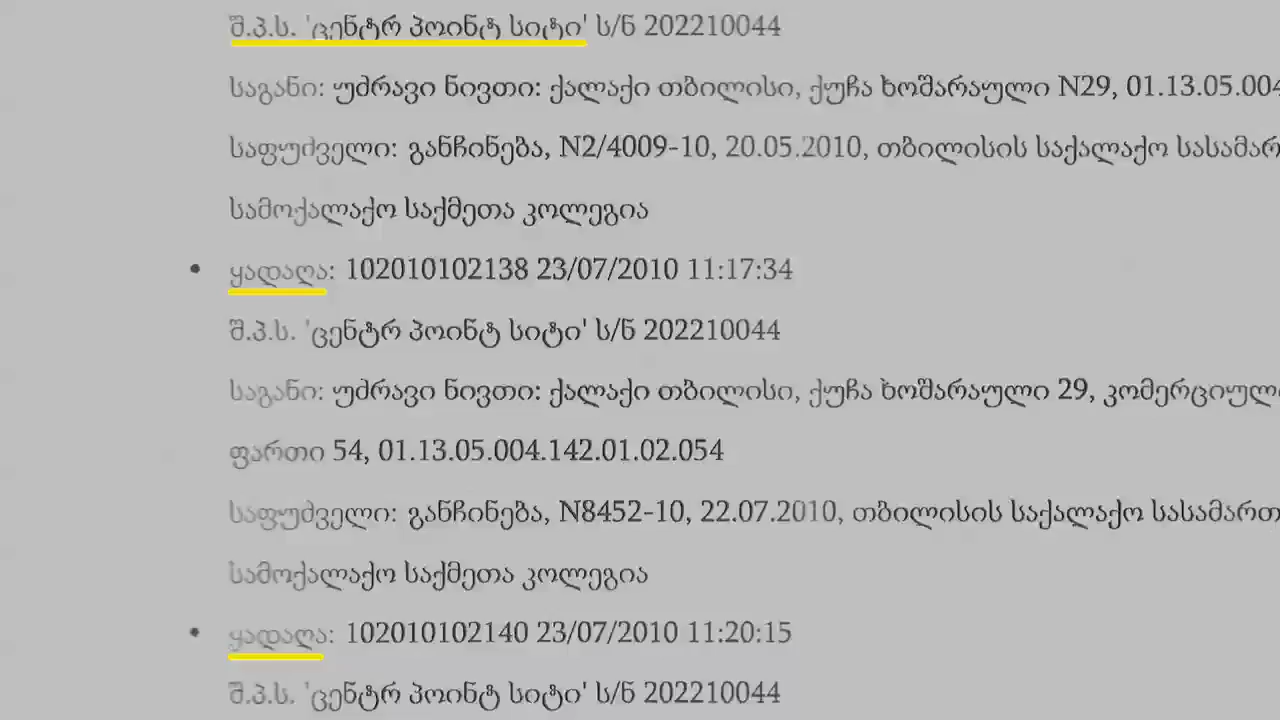 შ.პ.ს. 'ცენტრ პოინტ სიტი' ს/ნ 202210044
საგანი: უძრავი ნივთი: ქალაქი თბილისი, ქუჩა ხოშარაული N29, 01.13.05.004
საფუძველი: განჩინება, N2/4009-10, 20.05.2010, თბილისის საქალაქო სასამარ
სამოქალაქო საქმეთა კოლეგია
• ყადაღა: 102010102138 23/07/2010 11:17:34
შ.პ.ს. 'ცენტრ პოინტ სიტი' ს/ნ 202210044
საგანი: უძრავი ნივთი: ქალაქი თბილისი, ქუჩა ხოშარაული 29, კომერციული
ფართი 54, 01.13.05.004.142.01.02.054
საფუძველი: განჩინება, N8452-10, 22.07.2010, თბილისის საქალაქო სასამართ
სამოქალაქო საქმეთა კოლეგია
• ყადაღა: 102010102140 23/07/2010 11:20:15
შ.პ.ს. 'ცენტრ პოინტ სიტი' ს/ნ 202210044